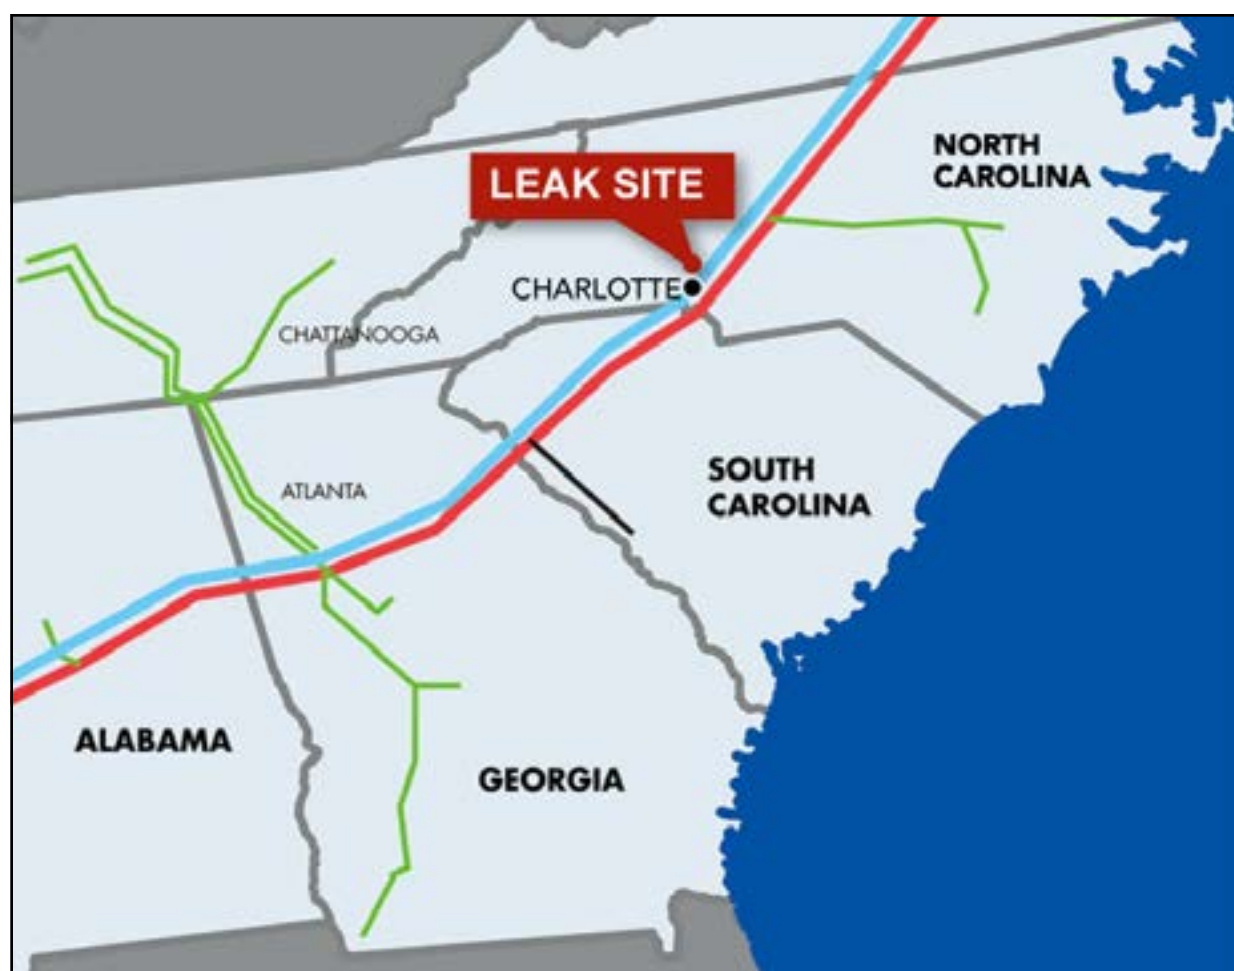 NORTH
CAROLINA
LEAK SITE
CHARLOTTE
CHATTANOOGA
SOUTH
CAROLINA
ATLANTA
ALABAMA
GEORGIA